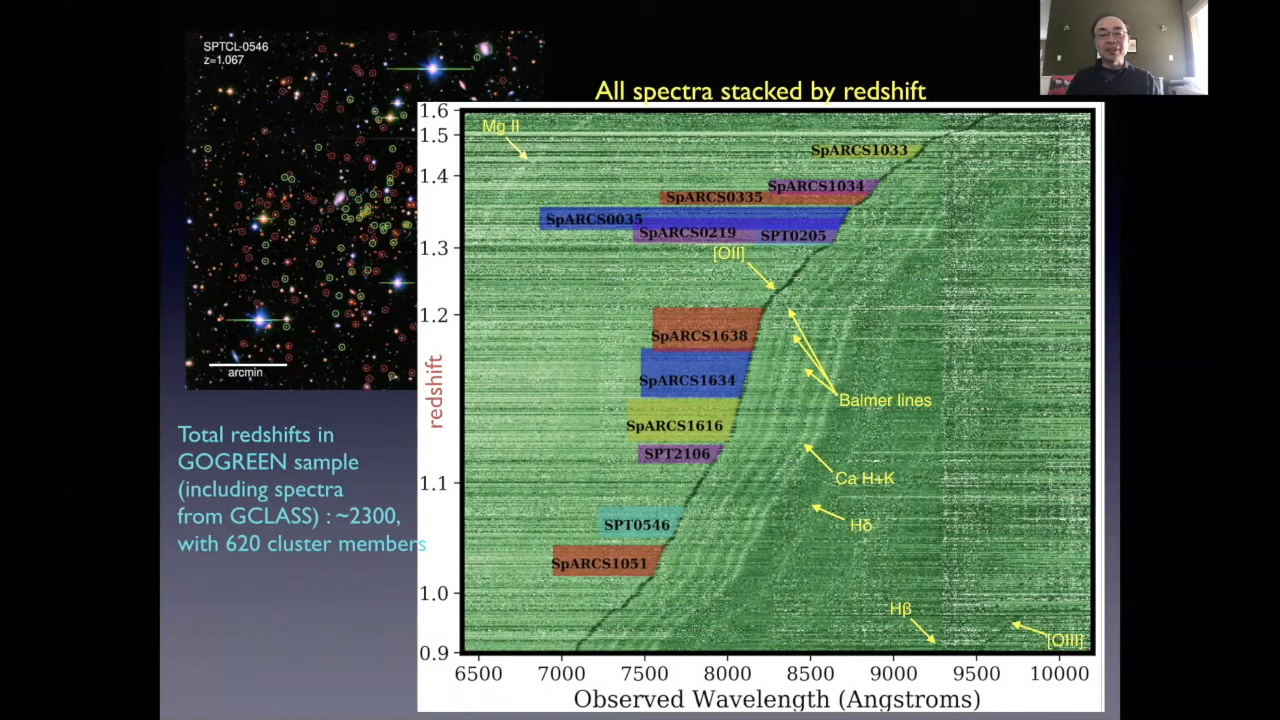 SPTCL-0546
z=1.067
arcmin
Total redshifts in
GOGREEN sample
(including spectra
from GCLASS) : ~2300,
with 620 cluster members
All spectra stacked by redshift
1.6
1.5
1.4
1.3
1.2
1.1
1.0
0.9
redshift
Mg II
SpARCS1033
SpARCS1034
SpARCS0335
SpARCS0035
SpARCS0219
SPT0205
[OII]
SpARCS1638
SpARCS1634
Balmer lines
SpARCS1616
SPT2106
Ca H+K
SPT0546
Hδ
SpARCS1051
Hβ
[OIII]
6500 7000 7500 8000 8500 9000 9500 10000
Observed Wavelength (Angstroms)